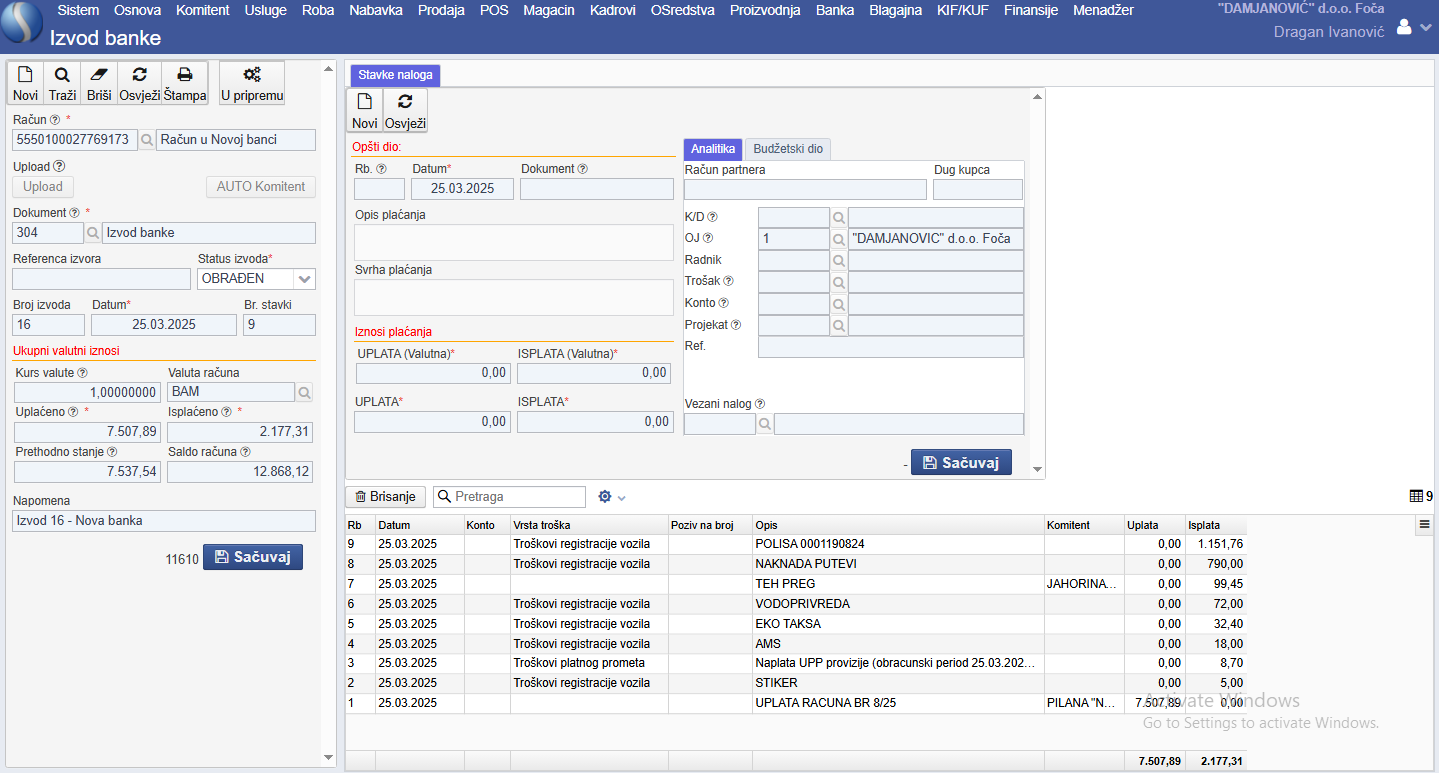 Sistem Osnova Komitent Usluge Roba Nabavka Prodaja POS Magacin Kadrovi OSredstva Proizvodnja Banka Blagajna KIF/KUF Finansije Menadžer
"DAMJANOVIĆ" d.o.o. Foča
Izvod banke
Dragan Ivanović
Novi Traži Briši Osvježi Štampa U pripremu
Račun *
5550100027769173 Račun u Novoj banci
Upload
Upload AUTO Komitent
Dokument *
304 Izvod banke
Referenca izvora Status izvoda*
OBRAĐEN
Broj izvoda Datum* Br. stavki
16 25.03.2025 9
Ukupni valutni iznosi
Kurs valute Valuta računa
1,00000000 BAM
Uplaćeno * Isplaćeno *
7.507,89 2.177,31
Prethodno stanje Saldo računa
7.537,54 12.868,12
Napomena
Izvod 16 - Nova banka
11610 Sačuvaj
Stavke naloga
Novi Osvježi
Opšti dio:
Rb. Datum* Dokument
25.03.2025
Opis plaćanja
Svrha plaćanja
Iznosi plaćanja
UPLATA (Valutna)* ISPLATA (Valutna)*
0,00 0,00
UPLATA* ISPLATA*
0,00 0,00
Analitika Budžetski dio
Račun partnera Dug kupca
K/D
OJ 1 "DAMJANOVIC" d.o.o. Foča
Radnik
Trošak
Konto
Projekat
Ref.
Vezani nalog
- Sačuvaj
Brisanje Pretraga 9
Rb Datum Konto Vrsta troška Poziv na broj Opis Komitent Uplata Isplata
9 25.03.2025 Troškovi registracije vozila POLISA 0001190824 0,00 1.151,76
8 25.03.2025 Troškovi registracije vozila NAKNADA PUTEVI 0,00 790,00
7 25.03.2025 TEH PREG JAHORINA... 0,00 99,45
6 25.03.2025 Troškovi registracije vozila VODOPRIVREDA 0,00 72,00
5 25.03.2025 Troškovi registracije vozila EKO TAKSA 0,00 32,40
4 25.03.2025 Troškovi registracije vozila AMS 0,00 18,00
3 25.03.2025 Troškovi platnog prometa Naplata UPP provizije (obracunski period 25.03.202... 0,00 8,70
2 25.03.2025 Troškovi registracije vozila STIKER 0,00 5,00
1 25.03.2025 UPLATA RACUNA BR 8/25 PILANA "N... 7.507,89 0,00
Activate Windows
Go to Settings to activate Windows.
7.507,89 2.177,31